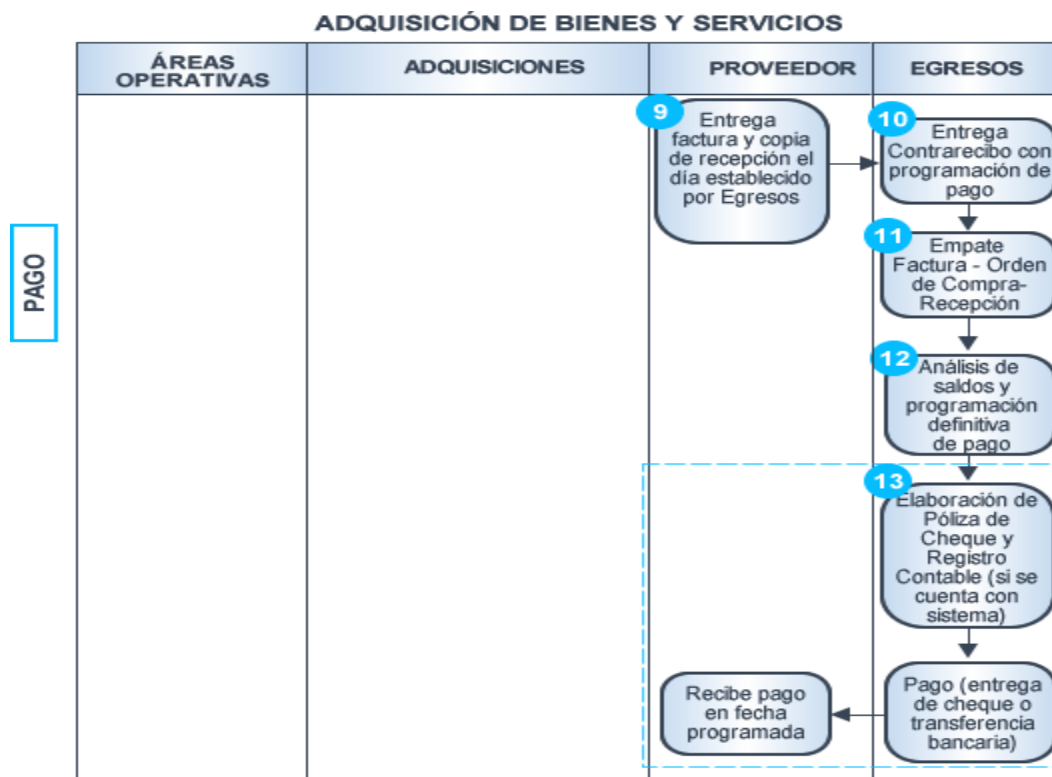 ADQUISICIÓN DE BIENES Y SERVICIOS
ÁREAS
OPERATIVAS
ADQUISICIONES
PROVEEDOR
EGRESOS
PAGO
9
Entrega
factura y copia
de recepción el
día establecido
por Egresos
10
Entrega
Contrarecibo con
programación de
pago
11
Empate
Factura - Orden
de Compra-
Recepción
12
Análisis de
saldos y
programación
definitiva
de pago
13
Elaboración de
Póliza de
Cheque y
Registro
Contable (si se
cuenta con
sistema)
Pago (entrega
de cheque o
transferencia
bancaria)
Recibe pago
en fecha
programada